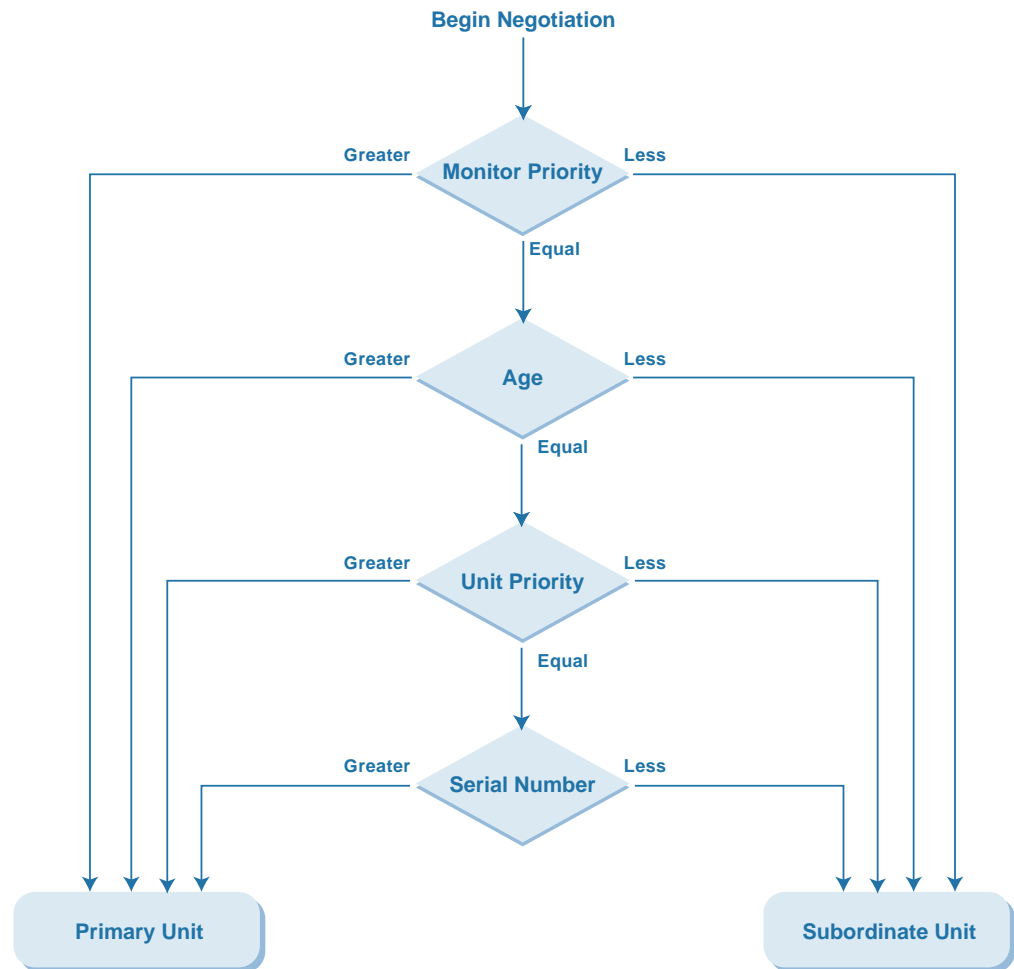 Begin Negotiation
Greater
Less
Monitor Priority
Equal
Greater
Less
Age
Equal
Greater
Less
Unit Priority
Equal
Greater
Less
Serial Number
Primary Unit
Subordinate Unit